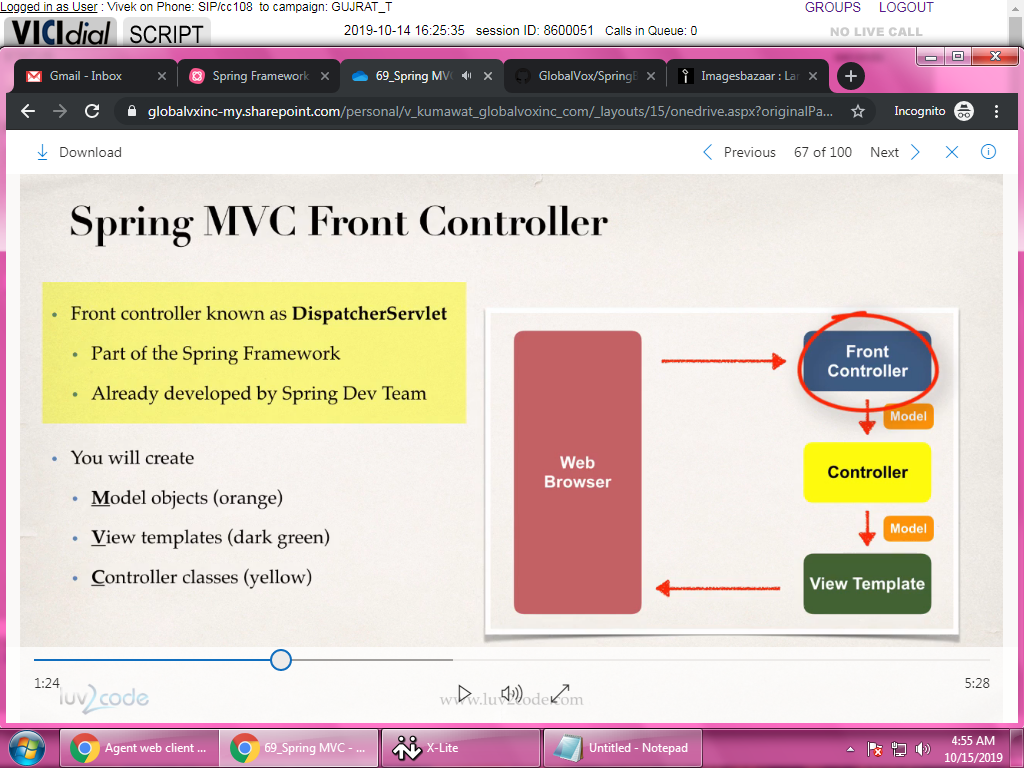 Logged in as User : Vivek on Phone: SIP/cc108 to campaign: GUJRAT_T
GROUPS LOGOUT
VICIdial SCRIPT
2019-10-14 16:25:35 session ID: 8600051 Calls in Queue: 0
NO LIVE CALL
Gmail - Inbox
Spring Framework
69_Spring MV
GlobalVox/Spring
Imagesbazaar : Lar
globalvxinc-my.sharepoint.com/personal/v_kumawat_globalvoxinc_com/_layouts/15/onedrive.aspx?originalPa...
Incognito
Download
Previous 67 of 100 Next
Spring MVC Front Controller
• Front controller known as DispatcherServlet
• Part of the Spring Framework
• Already developed by Spring Dev Team
• You will create
• Model objects (orange)
• View templates (dark green)
• Controller classes (yellow)
Web
Browser
Front
Controller
Model
Controller
Model
View Template
1:24
5:28
luv2code
www.luv2code.com
Agent web client ...
69_Spring MVC - ...
X-Lite
Untitled - Notepad
4:55 AM
10/15/2019